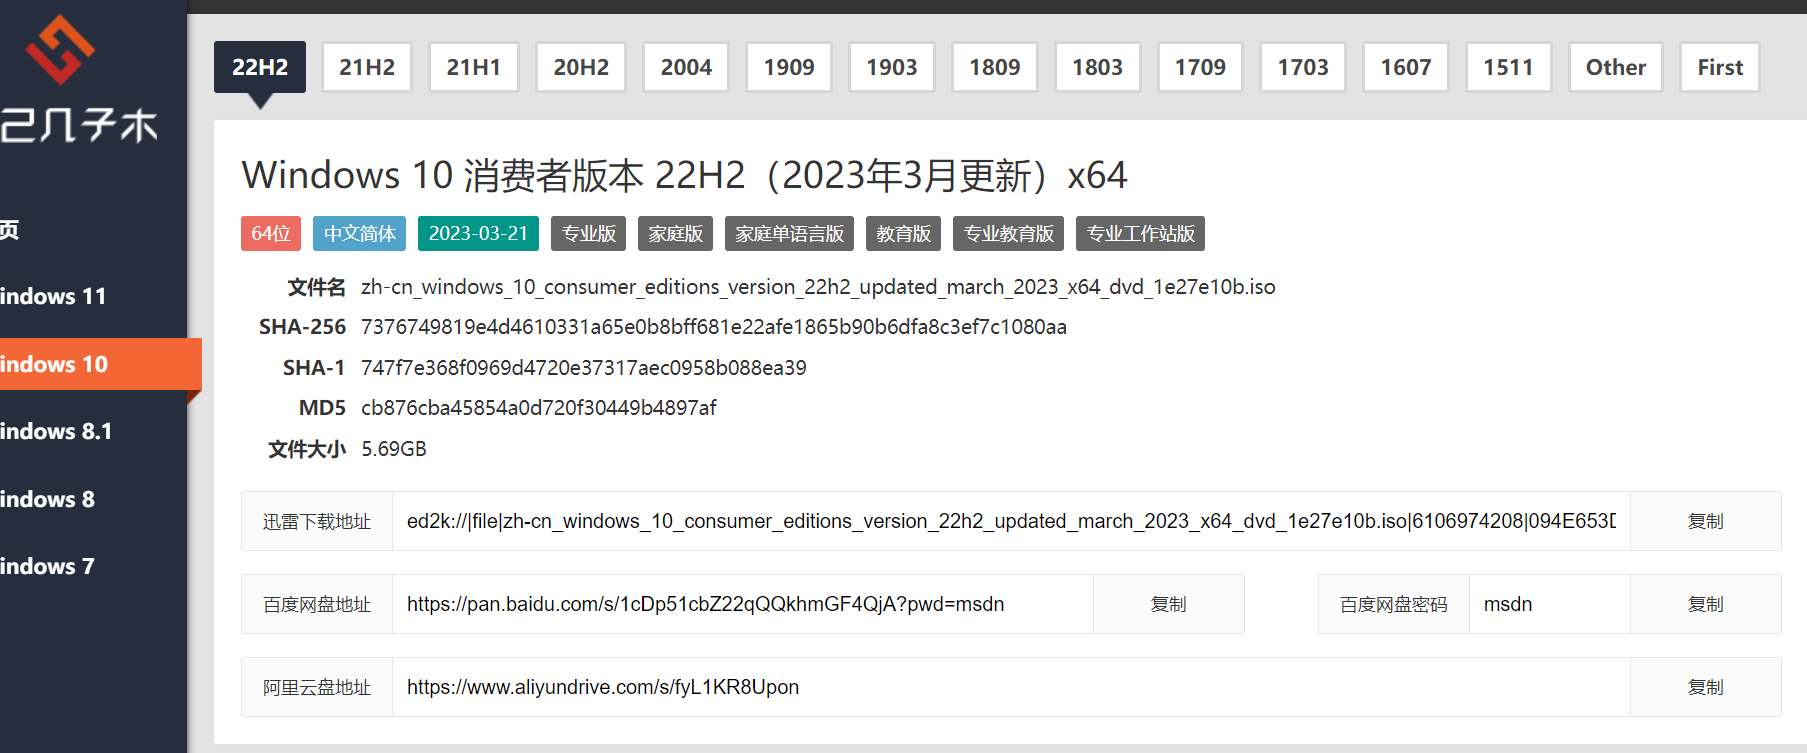 22H2 21H2 21H1 20H2 2004 1909 1903 1809 1803 1709 1703 1607 1511 Other First
己几子木
页
indows 11
indows 10
indows 8.1
indows 8
indows 7
Windows 10 消费者版本 22H2（2023年3月更新）x64
64位 中文简体 2023-03-21 专业版 家庭版 家庭单语言版 教育版 专业教育版 专业工作站版
文件名 zh-cn_windows_10_consumer_editions_version_22h2_updated_march_2023_x64_dvd_1e27e10b.iso
SHA-256 7376749819e4d4610331a65e0b8bff681e22afe1865b90b6dfa8c3ef7c1080aa
SHA-1 747f7e368f0969d4720e37317aec0958b088ea39
MD5 cb876cba45854a0d720f30449b4897af
文件大小 5.69GB
迅雷下载地址 ed2k://|file|zh-cn_windows_10_consumer_editions_version_22h2_updated_march_2023_x64_dvd_1e27e10b.iso|6106974208|094E653D 复制
百度网盘地址 https://pan.baidu.com/s/1cDp51cbZ22qQQkhmGF4QjA?pwd=msdn 复制 百度网盘密码 msdn 复制
阿里云盘地址 https://www.aliyundrive.com/s/fyL1KR8Upon 复制